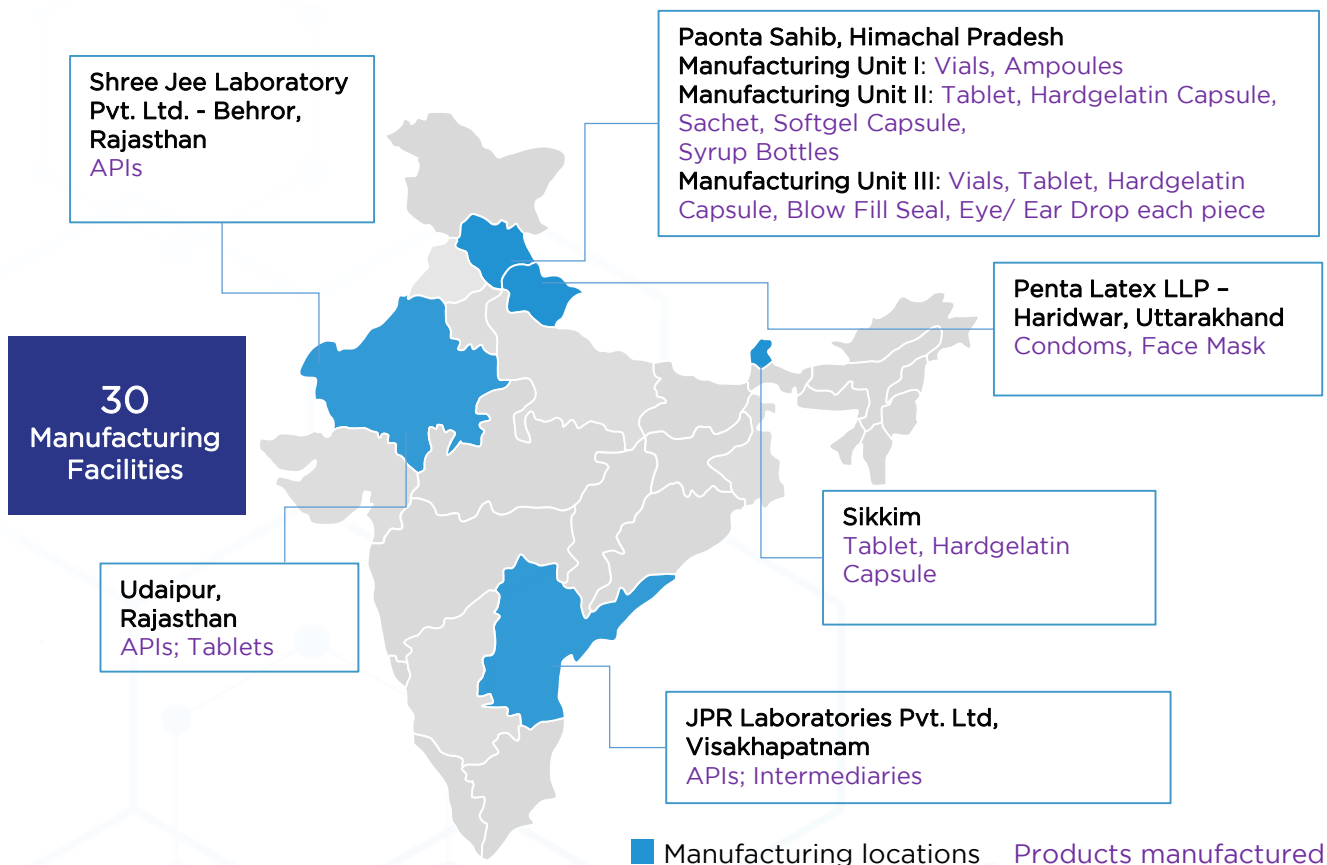 Shree Jee Laboratory
Pvt. Ltd. - Behror,
Rajasthan
APIs
Paonta Sahib, Himachal Pradesh
Manufacturing Unit I: Vials, Ampoules
Manufacturing Unit II: Tablet, Hardgelatin Capsule,
Sachet, Softgel Capsule,
Syrup Bottles
Manufacturing Unit III: Vials, Tablet, Hardgelatin
Capsule, Blow Fill Seal, Eye/ Ear Drop each piece
Penta Latex LLP –
Haridwar, Uttarakhand
Condoms, Face Mask
30
Manufacturing
Facilities
Sikkim
Tablet, Hardgelatin
Capsule
Udaipur,
Rajasthan
APIs; Tablets
JPR Laboratories Pvt. Ltd,
Visakhapatnam
APIs; Intermediaries
Manufacturing locations
Products manufactured